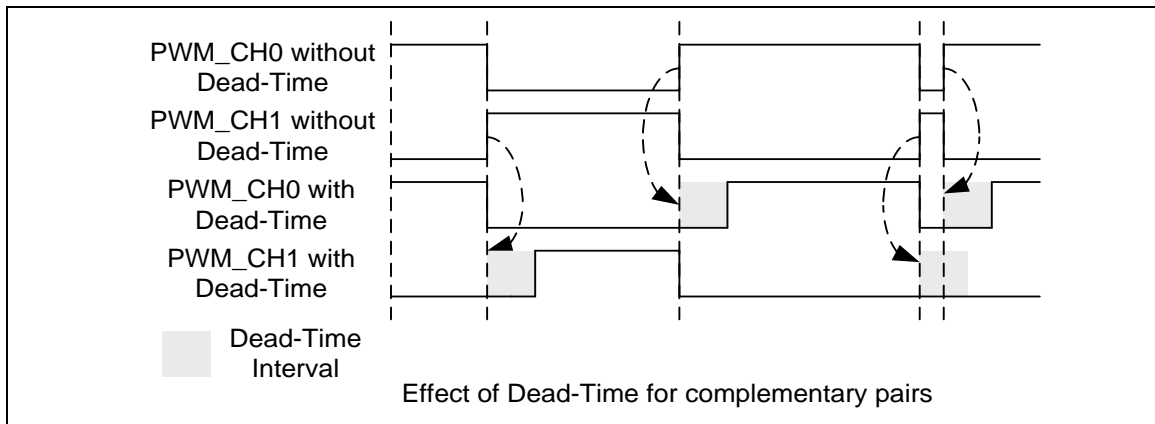 PWM_CH0 without
Dead-Time
PWM_CH1 without
Dead-Time
PWM_CH0 with
Dead-Time
PWM_CH1 with
Dead-Time
Dead-Time
Interval
Effect of Dead-Time for complementary pairs